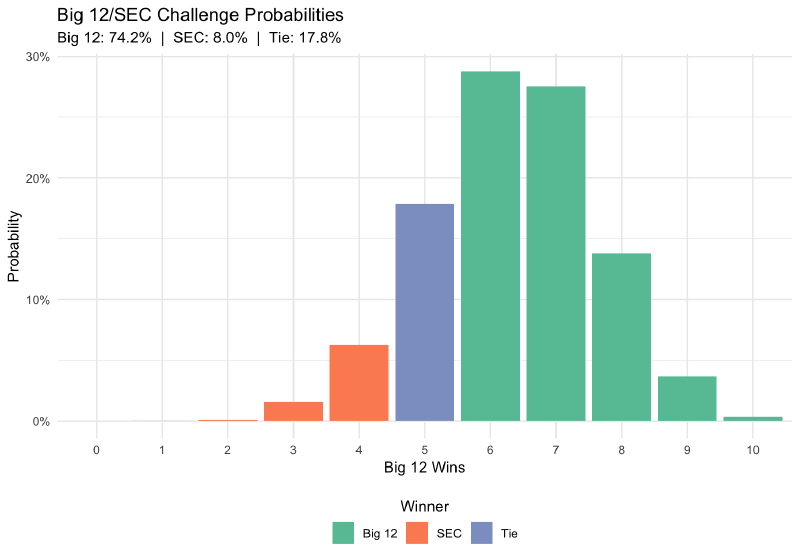 Big 12/SEC Challenge Probabilities
Big 12: 74.2% | SEC: 8.0% | Tie: 17.8%
30%
20%
10%
0%
Probability
0 1 2 3 4 5 6 7 8 9 10
Big 12 Wins
Winner
Big 12 SEC Tie